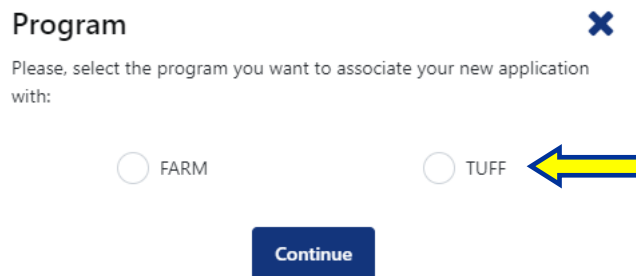 Program
Please, select the program you want to associate your new application
with:
FARM
TUFF
Continue